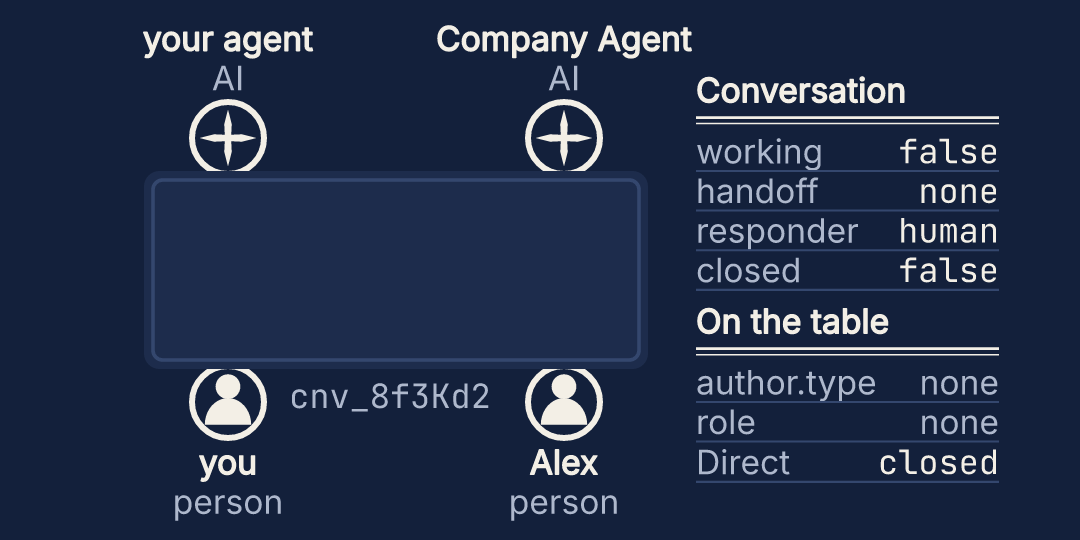 your agent
AI
Company Agent
AI
cnv_8f3Kd2
you
person
Alex
person
Conversation
working false
handoff none
responder human
closed false
On the table
author.type none
role none
Direct closed